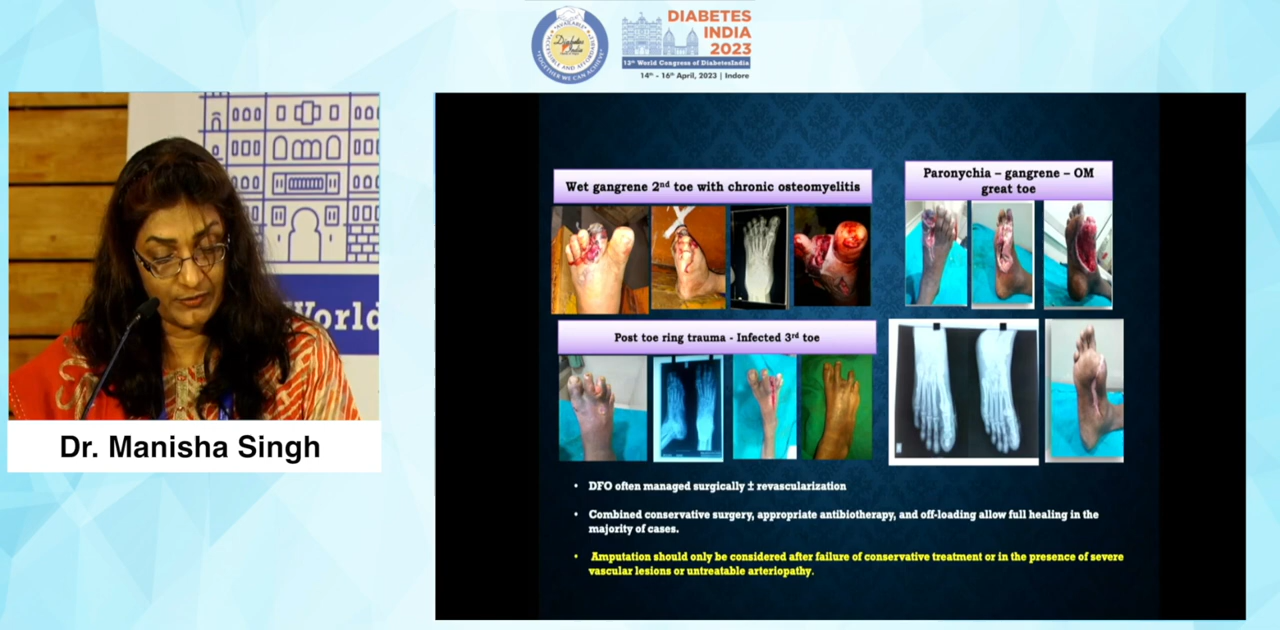 DIABETES
INDIA
2023
13th World Congress of DiabetesIndia
14th - 16th April, 2023 | Indore
World
Dr. Manisha Singh
Wet gangrene 2nd toe with chronic osteomyelitis
Paronychia – gangrene – OM
great toe
Post toe ring trauma - Infected 3rd toe
• DFO often managed surgically ± revascularization
• Combined conservative surgery, appropriate antibiotherapy, and off-loading allow full healing in the
majority of cases.
• Amputation should only be considered after failure of conservative treatment or in the presence of severe
vascular lesions or untreatable arteriopathy.